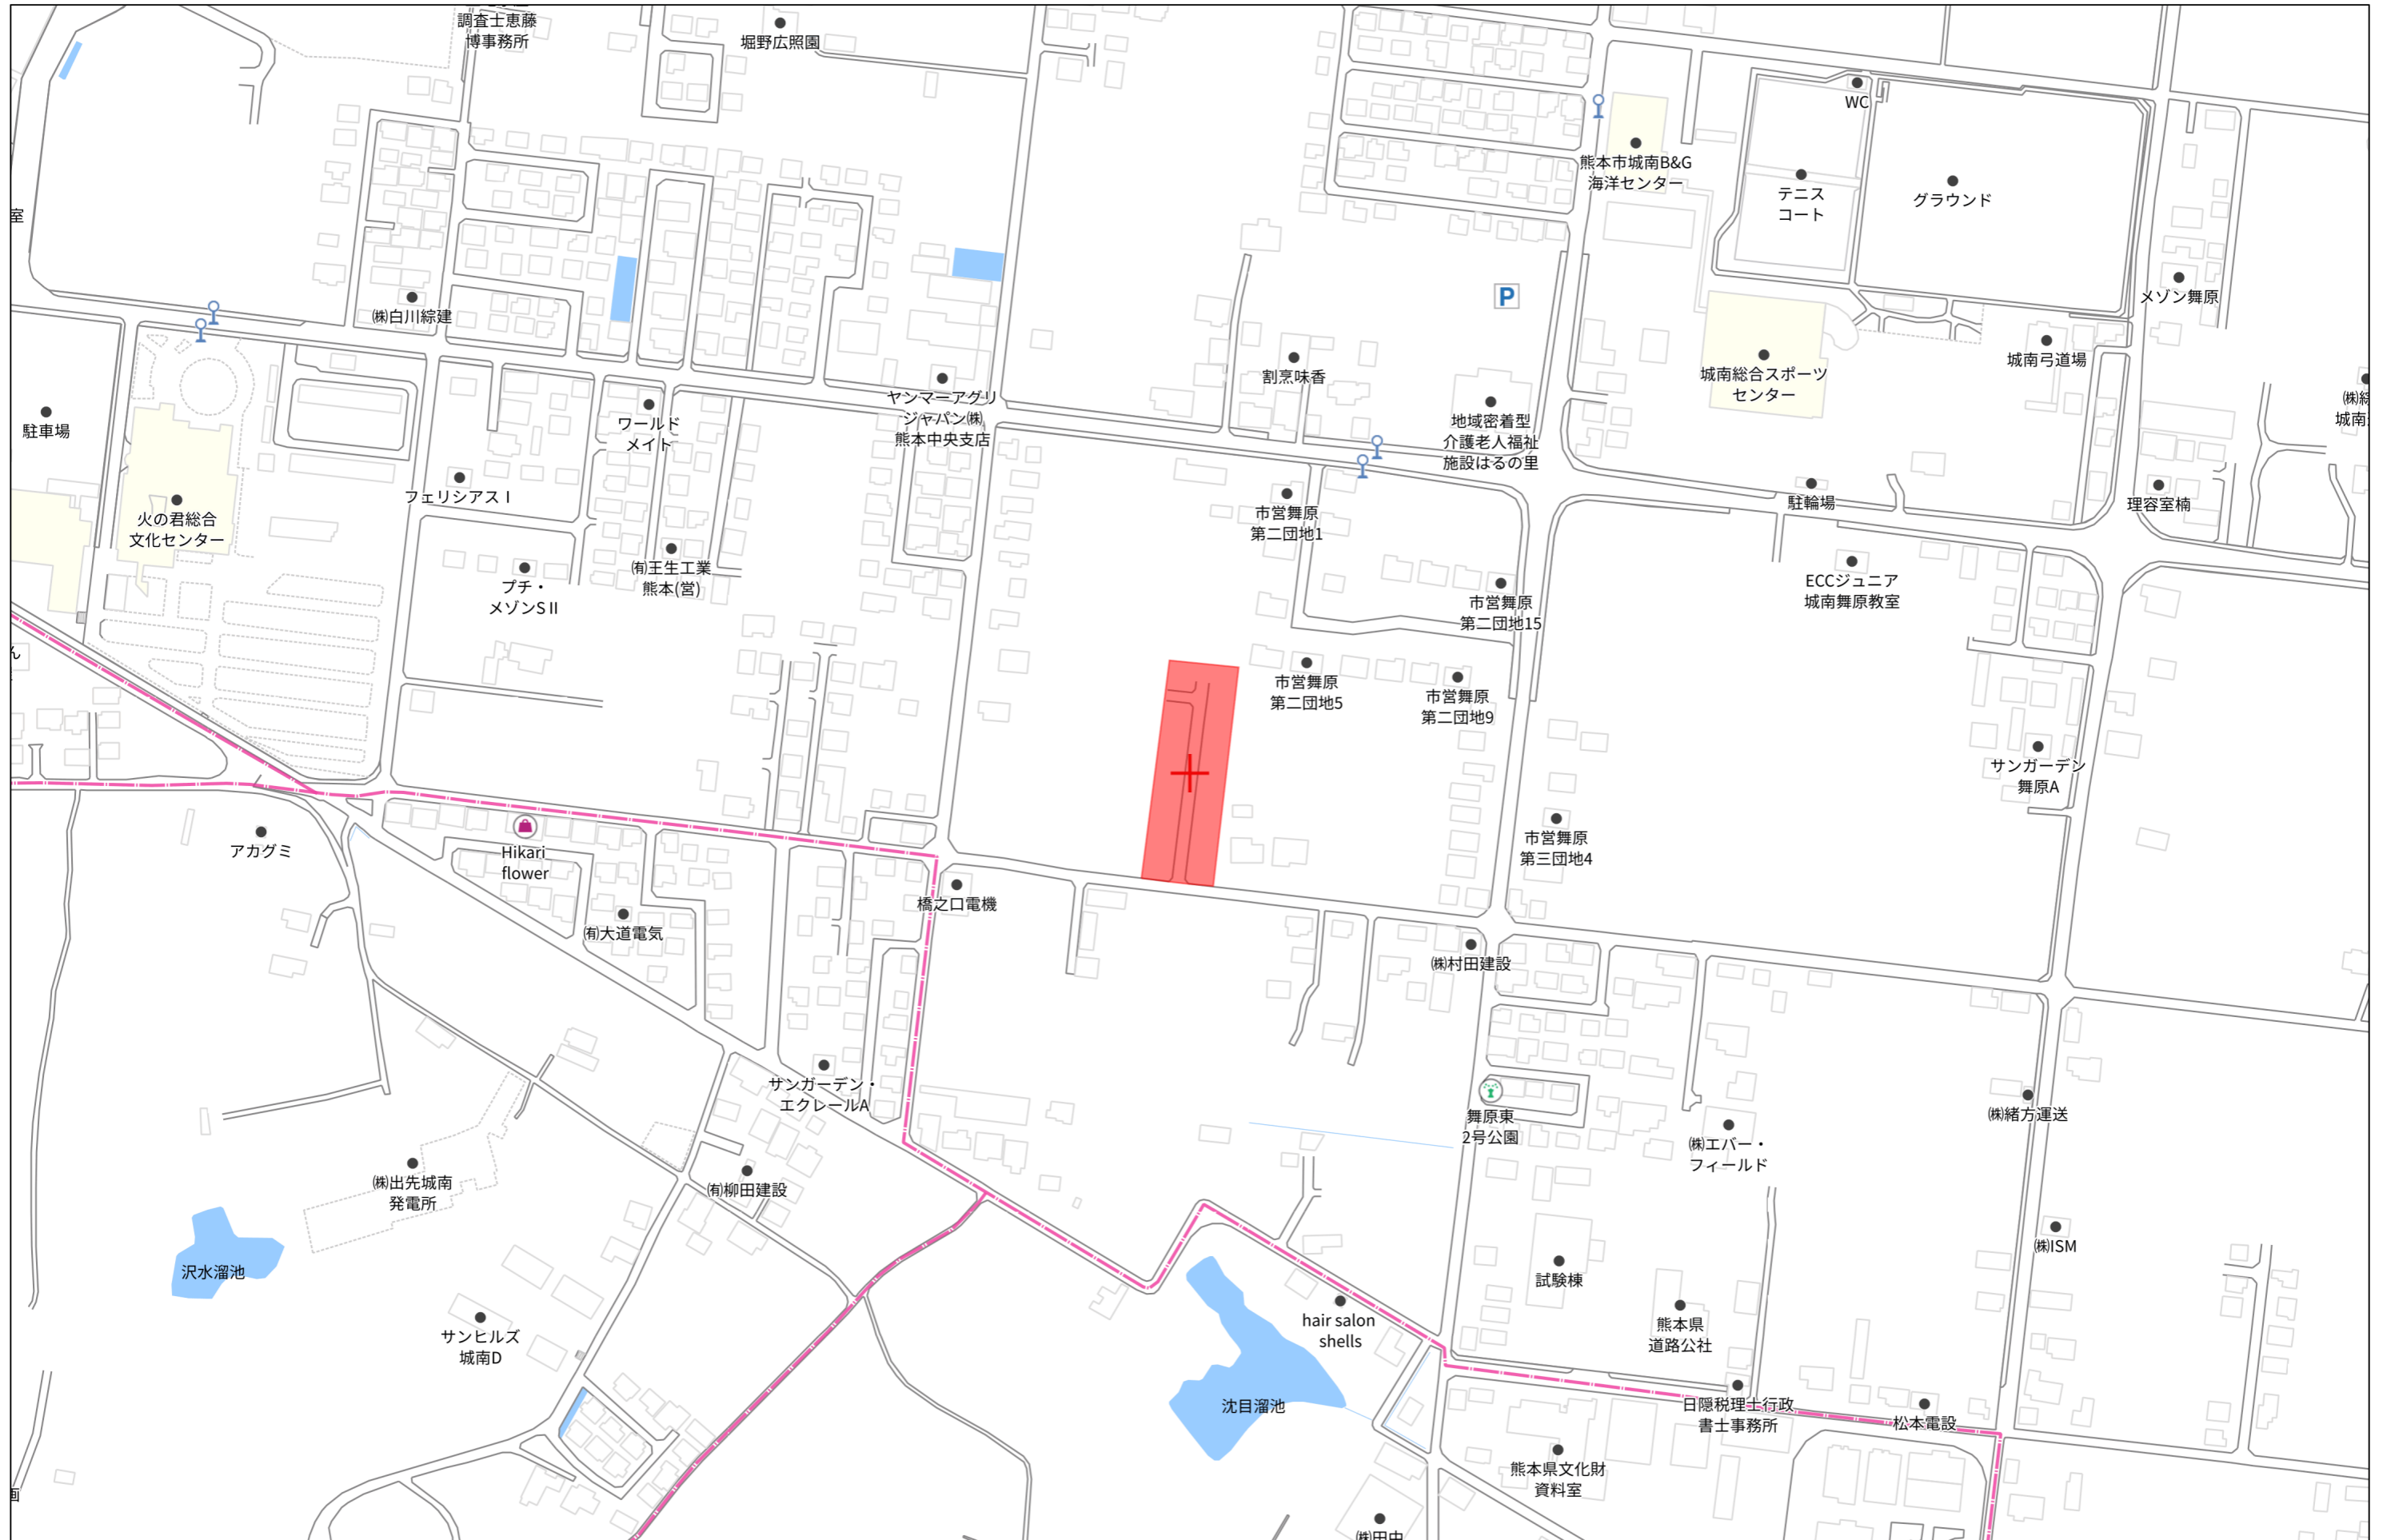 調査士恵藤
博事務所
堀野広照園
WC
熊本市城南B&G
海洋センター
テニス
コート
グラウンド
室
メゾン舞原
㈱白川綜建
P
城南弓道場
割烹味香
城南総合スポーツ
センター
ヤンマーアグリ
ジャパン㈱
熊本中央支店
駐車場
ワールド
メイト
地域密着型
介護老人福祉
施設はるの里
城南
フェリシアスⅠ
駐輪場
理容室楠
火の君総合
文化センター
市営舞原
第二団地1
㈲王生工業
熊本(営)
プチ・
メゾンSⅡ
ECCジュニア
城南舞原教室
市営舞原
第二団地15
ん
市営舞原
第二団地5
市営舞原
第二団地9
サンガーデン
舞原A
アカグミ
Hikari
flower
市営舞原
第三団地4
橋之口電機
㈲大道電気
㈱村田建設
サンガーデン・
エクレールA
舞原東
2号公園
㈱緒方運送
㈱エバー・
フィールド
㈱出先城南
発電所
㈲柳田建設
㈱ISM
沢水溜池
試験棟
hair salon
shells
熊本県
道路公社
サンヒルズ
城南D
沈目溜池
日隠税理士行政
書士事務所
松本電設
熊本県文化財
資料室
画
㈱田中